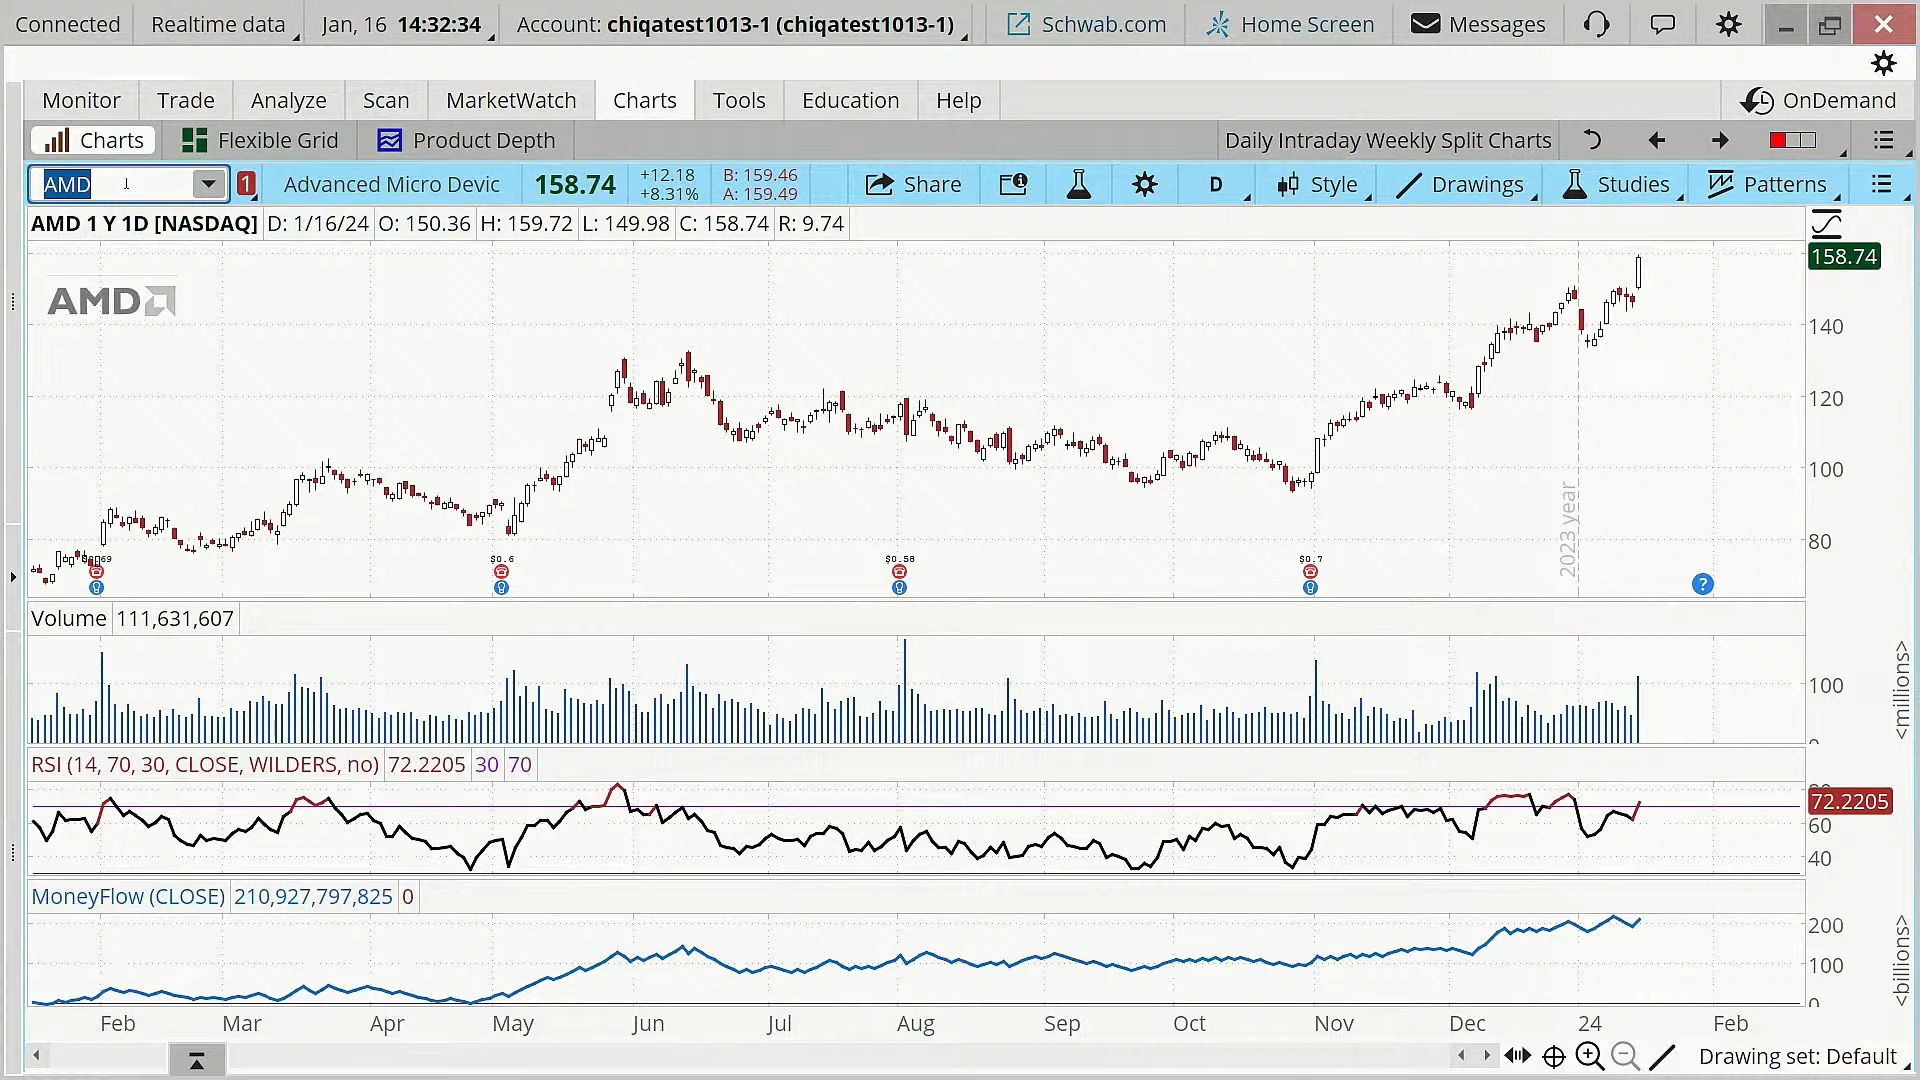 Connected Realtime data Jan, 16 14:32:34 Account: chiqatest1013-1 (chiqatest1013-1) Schwab.com Home Screen Messages
Monitor Trade Analyze Scan MarketWatch Charts Tools Education Help OnDemand
Charts Flexible Grid Product Depth Daily Intraday Weekly Split Charts
AMD 1 Advanced Micro Devic 158.74 +12.18 B: 159.46 Share D Style Drawings Studies Patterns
+8.31% A: 159.49
AMD 1 Y 1D [NASDAQ] D: 1/16/24 O: 150.36 H: 159.72 L: 149.98 C: 158.74 R: 9.74
158.74
AMD
140
120
100
80
2023 year
$0.6 $0.58 $0.7
?
Volume 111,631,607
100
0
<millions>
RSI (14, 70, 30, CLOSE, WILDERS, no) 72.2205 30 70
72.2205
60
40
MoneyFlow (CLOSE) 210,927,797,825 0
200
100
0
<billions>
Feb Mar Apr May Jun Jul Aug Sep Oct Nov Dec 24 Feb
Drawing set: Default